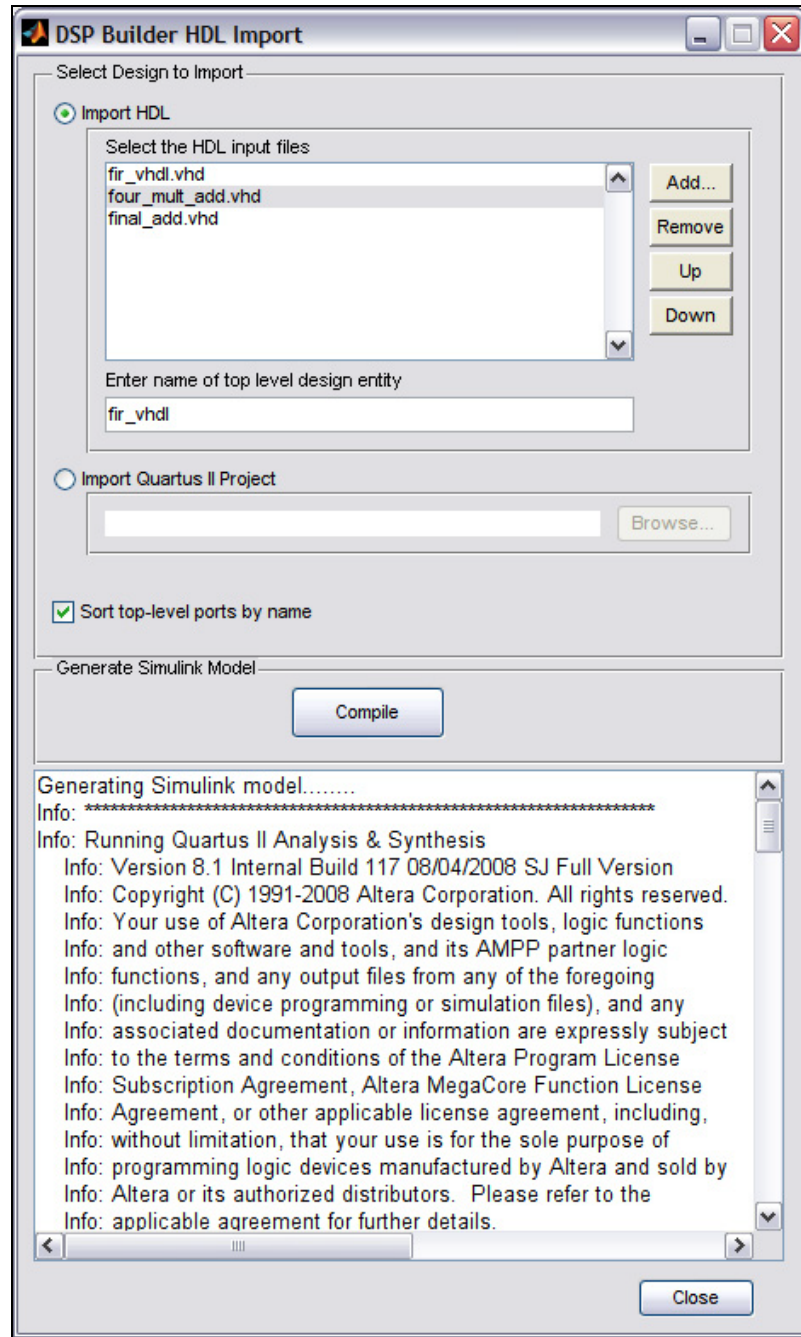 DSP Builder HDL Import
Select Design to Import
Import HDL
Select the HDL input files
fir_vhdl.vhd
four_mult_add.vhd
final_add.vhd
Add...
Remove
Up
Down
Enter name of top level design entity
fir_vhdl
Import Quartus II Project
Browse...
Sort top-level ports by name
Generate Simulink Model
Compile
Generating Simulink model........
Info: *******************************************************************
Info: Running Quartus II Analysis & Synthesis
Info: Version 8.1 Internal Build 117 08/04/2008 SJ Full Version
Info: Copyright (C) 1991-2008 Altera Corporation. All rights reserved.
Info: Your use of Altera Corporation's design tools, logic functions
Info: and other software and tools, and its AMPP partner logic
Info: functions, and any output files from any of the foregoing
Info: (including device programming or simulation files), and any
Info: associated documentation or information are expressly subject
Info: to the terms and conditions of the Altera Program License
Info: Subscription Agreement, Altera MegaCore Function License
Info: Agreement, or other applicable license agreement, including,
Info: without limitation, that your use is for the sole purpose of
Info: programming logic devices manufactured by Altera and sold by
Info: Altera or its authorized distributors.  Please refer to the
Info: applicable agreement for further details.
Close